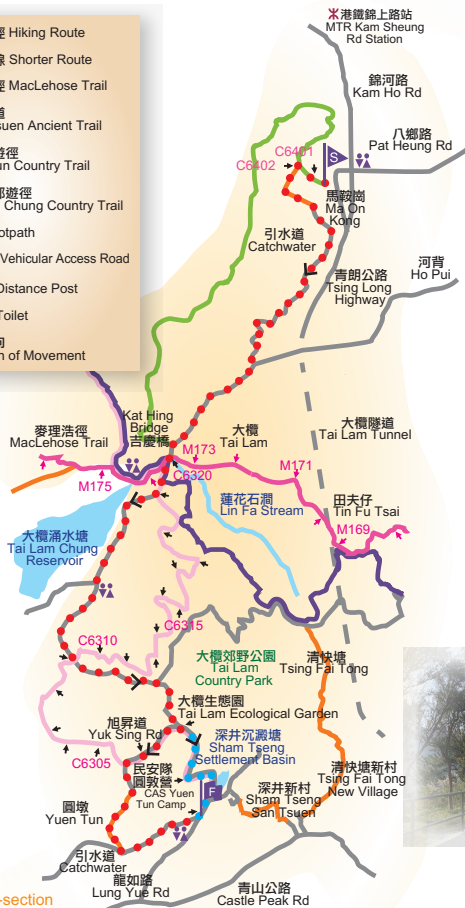 港鐵錦上路站
MTR Kam Sheung
Rd Station
徑 Hiking Route
線 Shorter Route
徑 MacLehose Trail
道
suen Ancient Trail
遊徑
un Country Trail
郊遊徑
Chung Country Trail
otpath
Vehicular Access Road
Distance Post
Toilet
向
n of Movement
錦河路
Kam Ho Rd
八鄉路
Pat Heung Rd
C6401
C6402
S
馬鞍崗
Ma On
Kong
引水道
Catchwater
河背
Ho Pui
青朗公路
Tsing Long
Highway
Kat Hing
Bridge
吉慶橋
麥理浩徑
MacLehose Trail
M173
大欖
Tai Lam
大欖隧道
Tai Lam Tunnel
M175
C6320
M171
蓮花石澗
Lin Fa Stream
田夫仔
Tin Fu Tsai
M169
大欖涌水塘
Tai Lam Chung
Reservoir
C6315
C6310
大欖郊野公園
Tai Lam
Country Park
清快塘
Tsing Fai Tong
大欖生態園
Tai Lam Ecological Garden
旭昇道
Yuk Sing Rd
深井沉澱塘
Sham Tseng
Settlement Basin
C6305
民安隊
圓墩營
CAS Yuen
Tun Camp
F
清快塘新村
Tsing Fai Tong
New Village
深井新村
Sham Tseng
San Tsuen
圓墩
Yuen Tun
引水道
Catchwater
龍如路
Lung Yue Rd
青山公路
Castle Peak Rd
-section